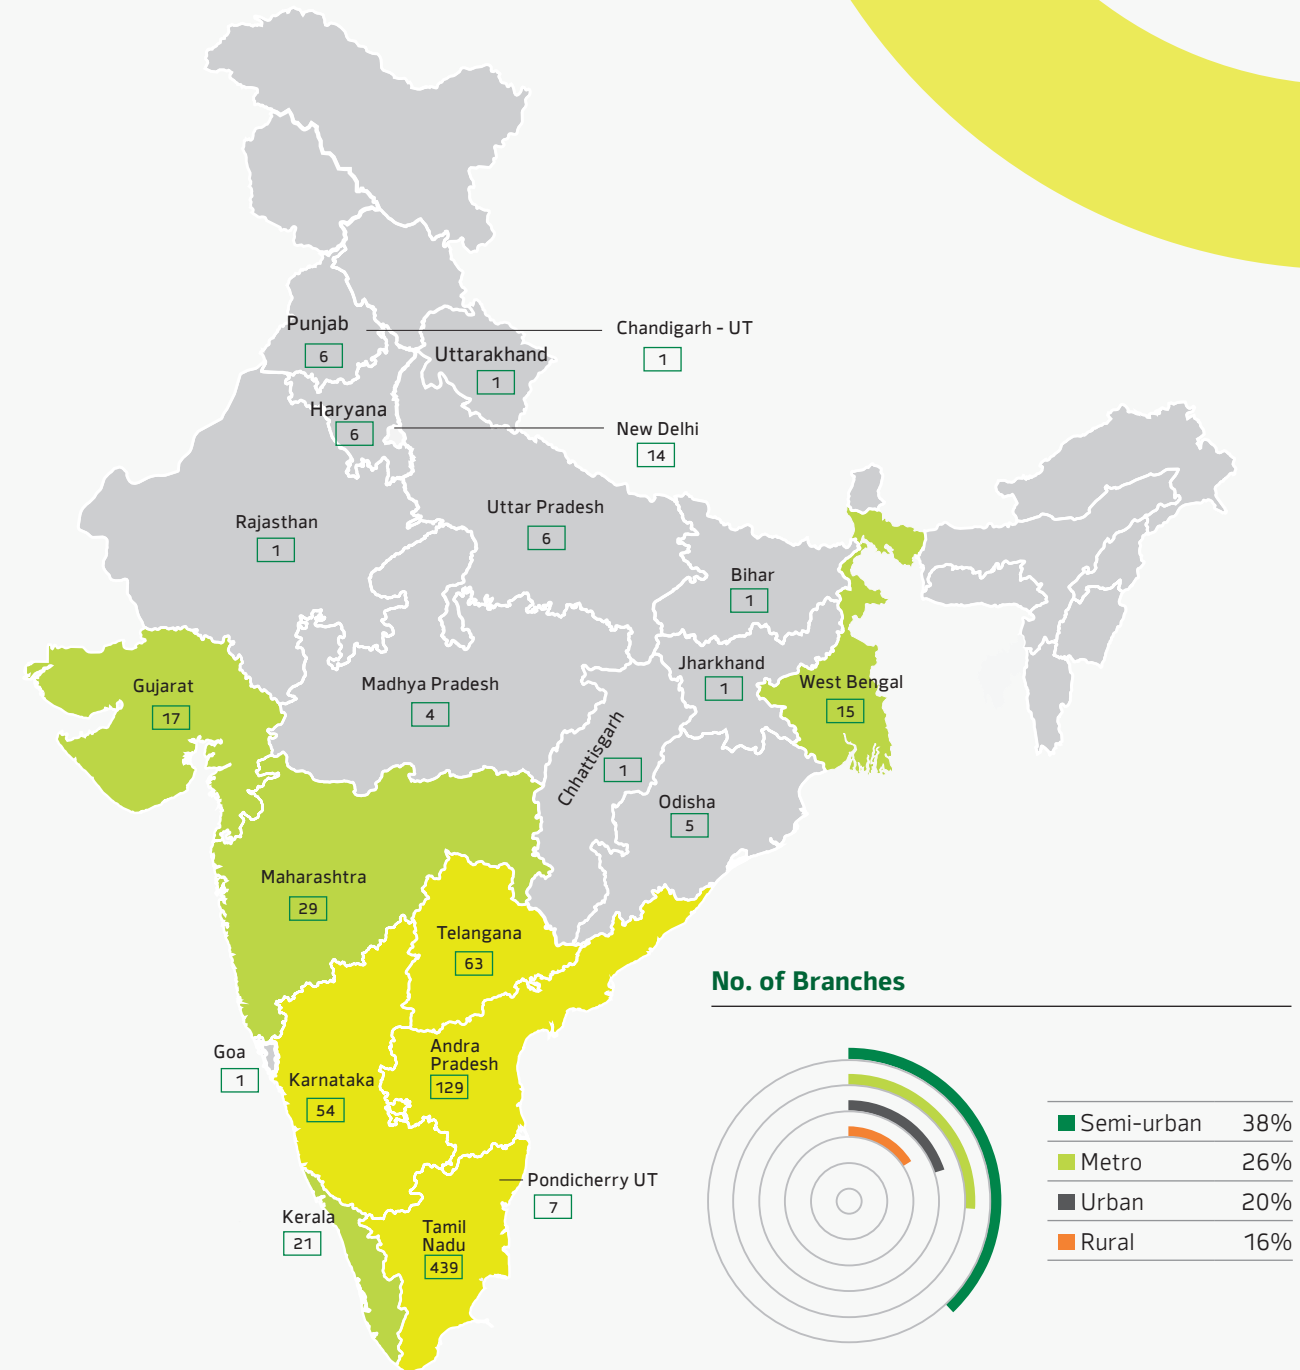 Punjab
6
Chandigarh - UT
1
Uttarakhand
1
Haryana
6
New Delhi
14
Rajasthan
1
Uttar Pradesh
6
Bihar
1
Jharkhand
1
West Bengal
15
Gujarat
17
Madhya Pradesh
4
Chhattisgarh
1
Odisha
5
Maharashtra
29
Telangana
63
Goa
1
Karnataka
54
Andra
Pradesh
129
Pondicherry UT
7
Kerala
21
Tamil
Nadu
439
No. of Branches
Semi-urban 38%
Metro 26%
Urban 20%
Rural 16%